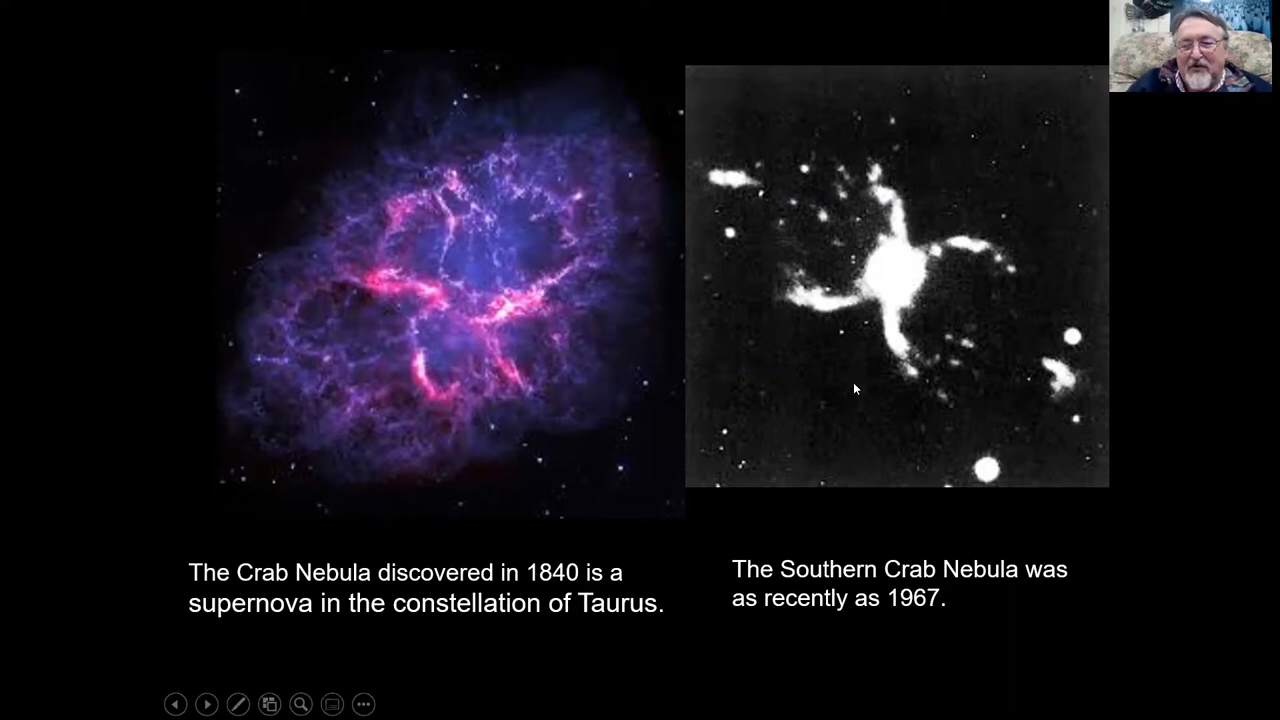 The Crab Nebula discovered in 1840 is a
supernova in the constellation of Taurus.
The Southern Crab Nebula was
as recently as 1967.